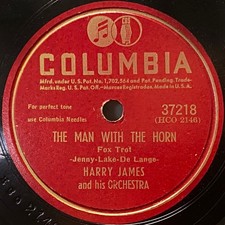 COLUMBIA
Mfrd. under U.S. Pat. No. 1,702,564 and Pat. Pending. Trade-
Marks Reg. U.S. Pat. Off.-Marcas Registradas. Made in U.S.A.
For perfect tone
use Columbia Needles
37218
(HCO 2146)
THE MAN WITH THE HORN
Fox Trot
-Jenny-Lake-De Lange-
HARRY JAMES
and his ORCHESTRA